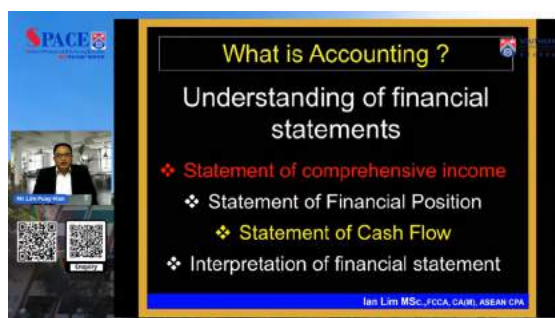 SPACE
What is Accounting ?
Understanding of financial
statements
❖ Statement of comprehensive income
❖ Statement of Financial Position
❖ Statement of Cash Flow
❖ Interpretation of financial statement
Enquiry
Ian Lim MSc.,FCCA, CA(M), ASEAN CPA